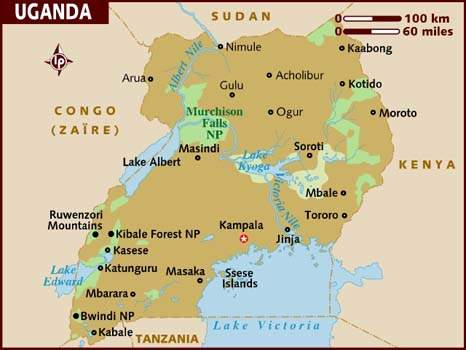 UGANDA
SUDAN
100 km
60 miles
LP
Nimule
Kaabong
Albert Nile
Arua
Acholibur
Gulu
Kotido
CONGO
(ZAÏRE)
Murchison
Falls
NP
Ogur
Moroto
Masindi
Lake Albert
Lake
Kyoga
Soroti
KENYA
Victoria Nile
Mbale
Ruwenzori
Mountains
Kibale Forest NP
Kampala
Tororo
Jinja
Kasese
Lake
Edward
Katunguru
Masaka
Ssese
Islands
Mbarara
Bwindi NP
Kabale
TANZANIA
Lake Victoria
0
0